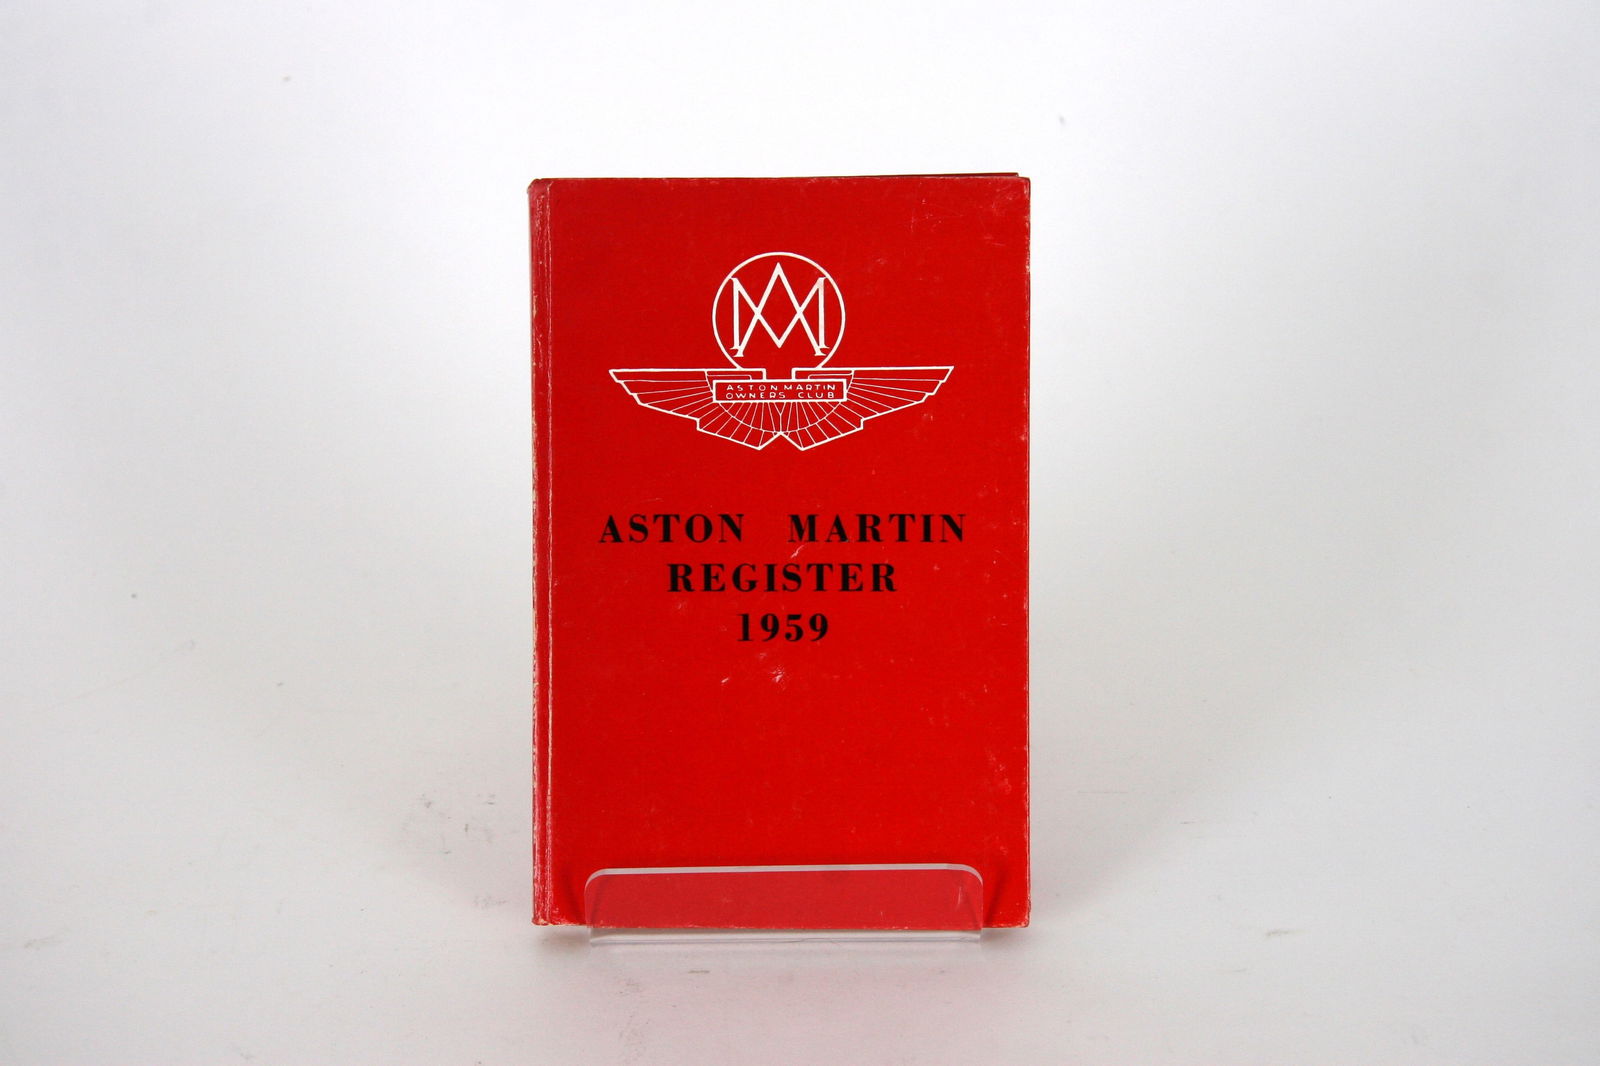 AM
ASTON MARTIN
OWNERS CLUB
ASTON MARTIN
REGISTER
1959